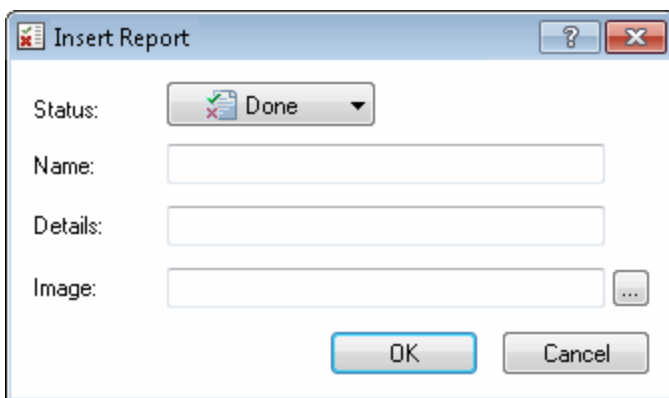 Insert Report
?
Status: Done
Name:
Details:
Image: ...
OK Cancel